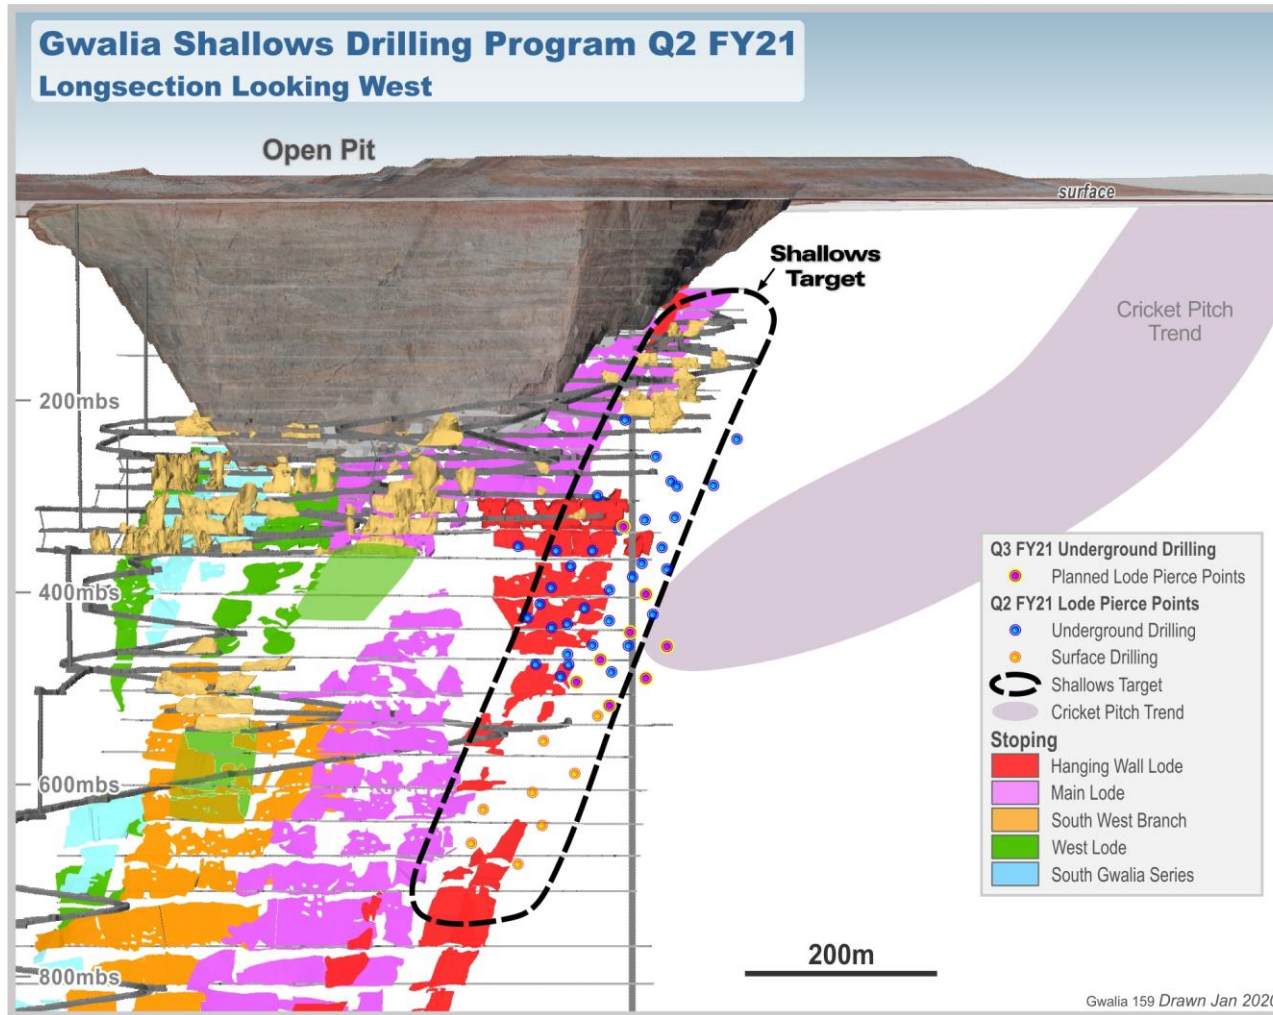 Gwalia Shallows Drilling Program Q2 FY21
Longsection Looking West
Open Pit
surface
Shallows
Target
Cricket Pitch
Trend
200mbs
400mbs
600mbs
800mbs
Q3 FY21 Underground Drilling
Planned Lode Pierce Points
Q2 FY21 Lode Pierce Points
Underground Drilling
Surface Drilling
Shallows Target
Cricket Pitch Trend
Stoping
Hanging Wall Lode
Main Lode
South West Branch
West Lode
South Gwalia Series
200m
Gwalia 159 Drawn Jan 2020